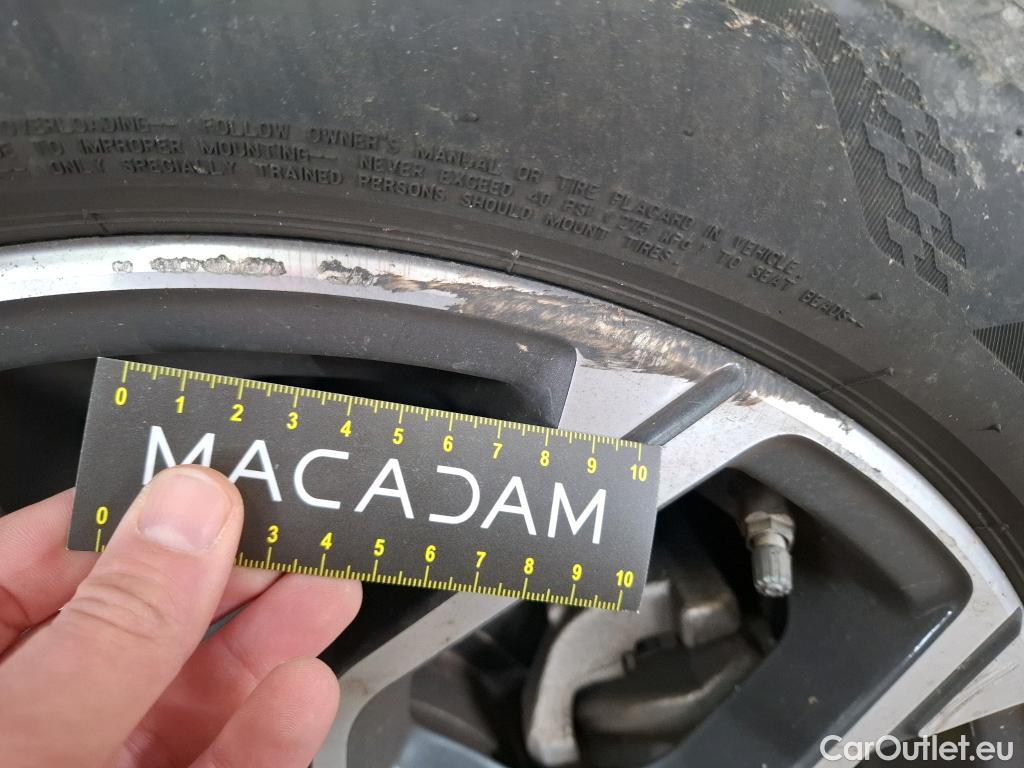 OVERLOADING— FOLLOW OWNER'S MANUAL OR TIRE PLACARD IN VEHICLE.
TO IMPROPER MOUNTING— NEVER EXCEED 40 PSI ( 275 KPG ) TO SEAT BEADS—
ONLY SPECIALLY TRAINED PERSONS SHOULD MOUNT TIRES.
0 1 2 3 4 5 6 7 8 9 10
MACADAM
0 3 4 5 6 7 8 9 10
CarOutlet.eu